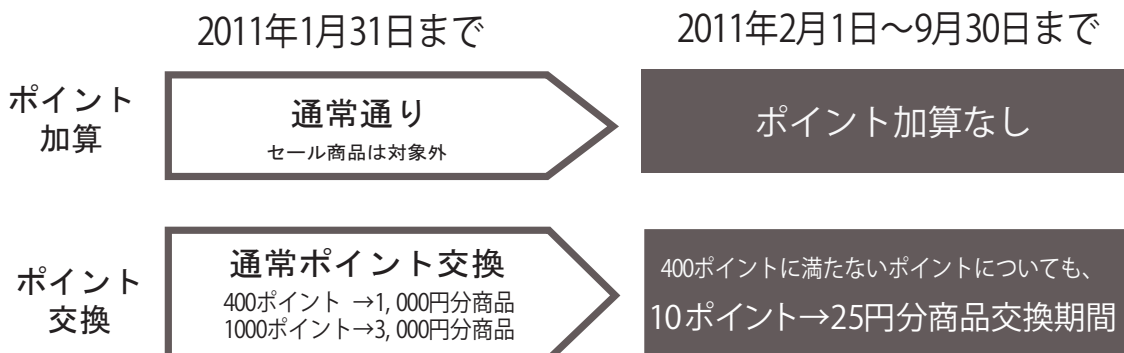 2011年1月31日まで
2011年2月1日～9月30日まで
ポイント
加算
通常通り
セール商品は対象外
ポイント加算なし
ポイント
交換
通常ポイント交換
400ポイント →1,000円分商品
1000ポイント→3,000円分商品
400ポイントに満たないポイントについても、
10ポイント→25円分商品交換期間